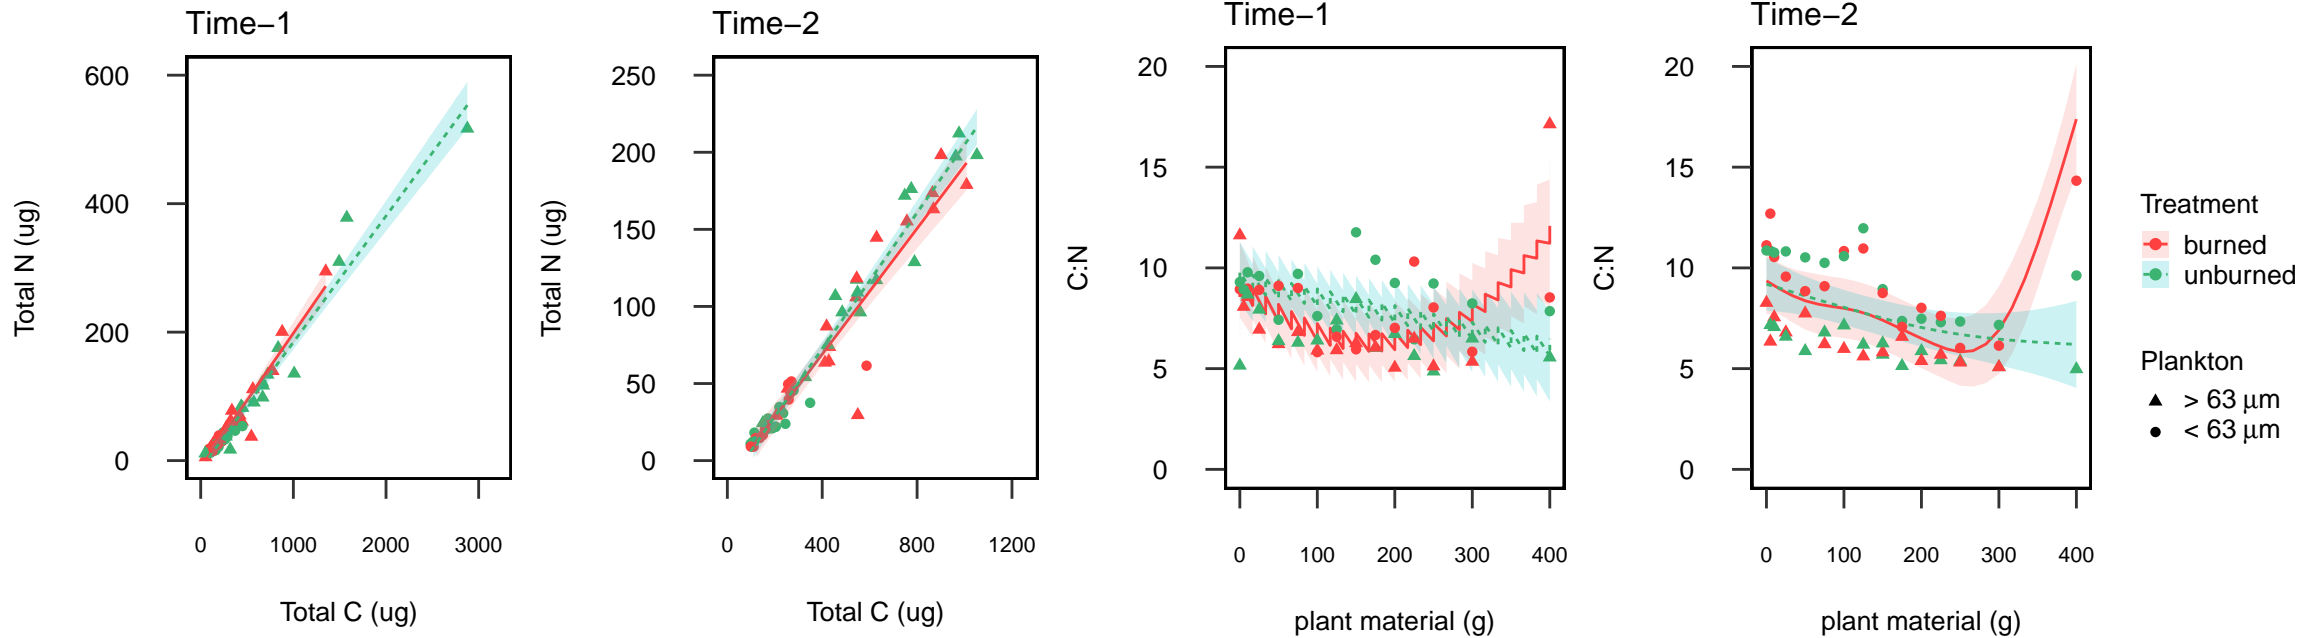 Time−1
Total N (ug)
600
400
200
0
0 1000 2000 3000
Total C (ug)
Time−2
Total N (ug)
250
200
150
100
50
0
0 400 800 1200
Total C (ug)
Time−1
C:N
20
15
10
5
0
0 100 200 300 400
plant material (g)
Time−2
C:N
20
15
10
5
0
0 100 200 300 400
plant material (g)
Treatment
burned
unburned
Plankton
> 63 μm
< 63 μm